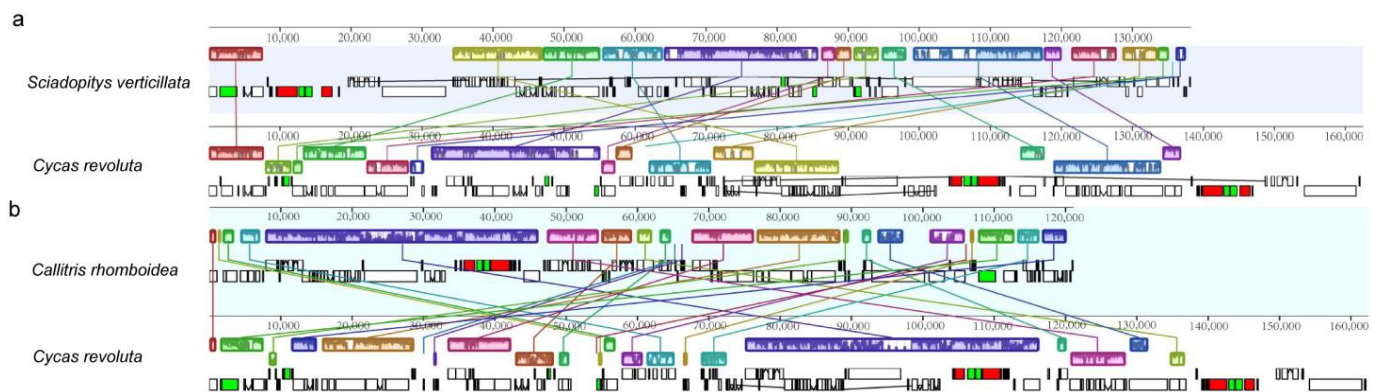 a
10,000 20,000 30,000 40,000 50,000 60,000 70,000 80,000 90,000 100,000 110,000 120,000 130,000
Sciadopitys verticillata
10,000 20,000 30,000 40,000 50,000 60,000 70,000 80,000 90,000 100,000 110,000 120,000 130,000 140,000 150,000 160,000
Cycas revoluta
b
10,000 20,000 30,000 40,000 50,000 60,000 70,000 80,000 90,000 100,000 110,000 120,000
Callitris rhomboidea
10,000 20,000 30,000 40,000 50,000 60,000 70,000 80,000 90,000 100,000 110,000 120,000 130,000 140,000 150,000 160,000
Cycas revoluta